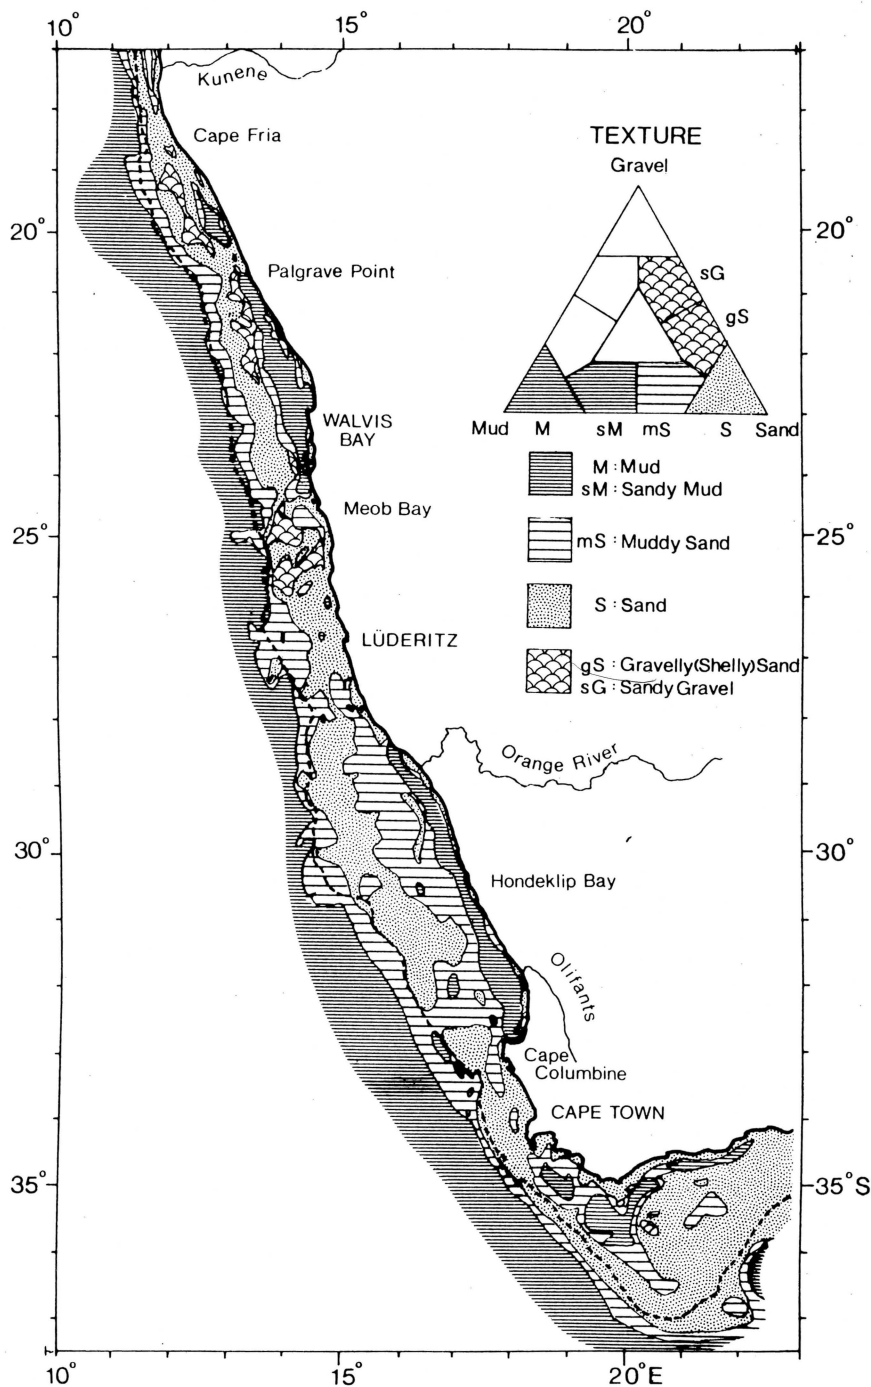 10°
15°
20°
Kunene
Cape Fria
TEXTURE
Gravel
20°
20°
Palgrave Point
sG
gS
WALVIS
BAY
Mud M sM mS S Sand
M : Mud
sM : Sandy Mud
Meob Bay
25°
25°
mS : Muddy Sand
S : Sand
LÜDERITZ
gS : Gravelly(Shelly)Sand
sG : Sandy Gravel
Orange River
30°
30°
Hondeklip Bay
Olifants
Cape
Columbine
CAPE TOWN
35°
35°S
10°
15°
20°E